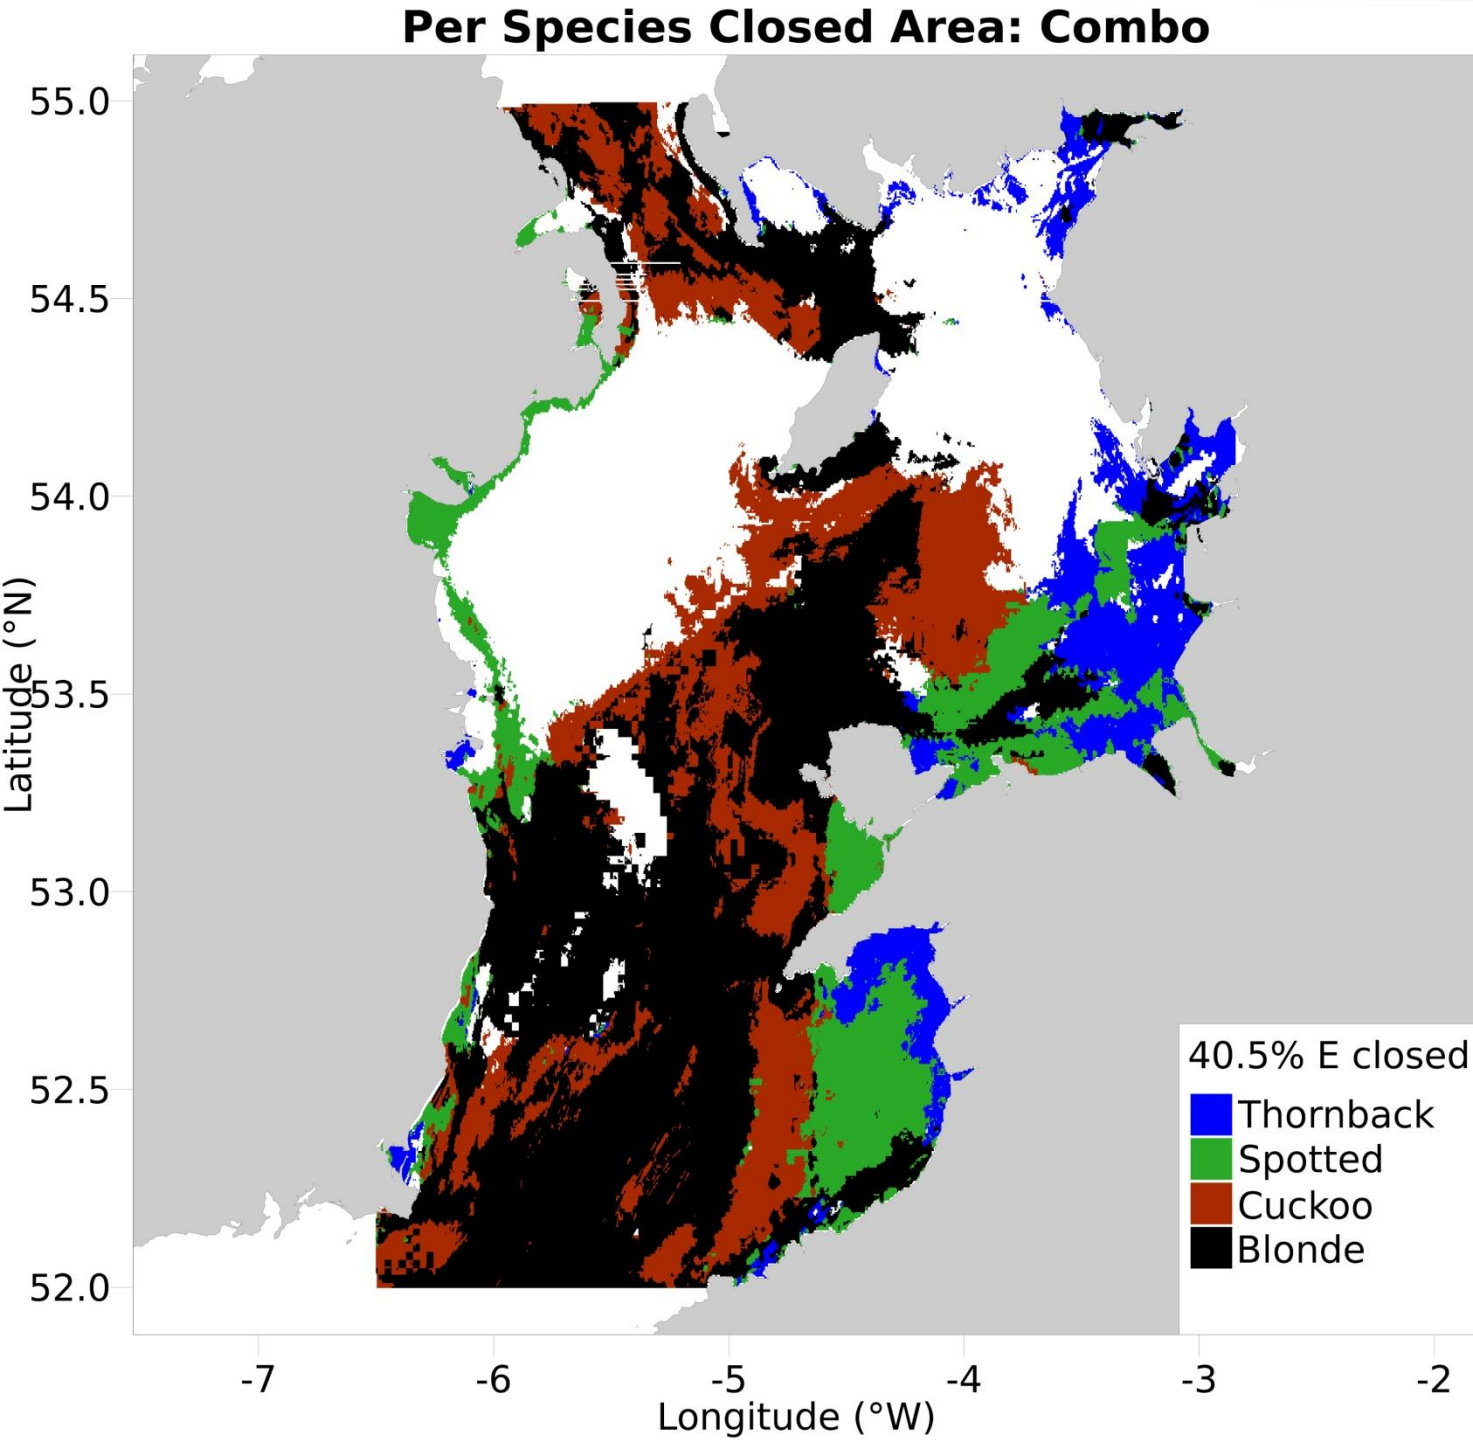 Per Species Closed Area: Combo
55.0
54.5
54.0
53.5
53.0
52.5
52.0
Latitude (°N)
40.5% E closed
Thornback
Spotted
Cuckoo
Blonde
-7
-6
-5
-4
-3
-2
Longitude (°W)